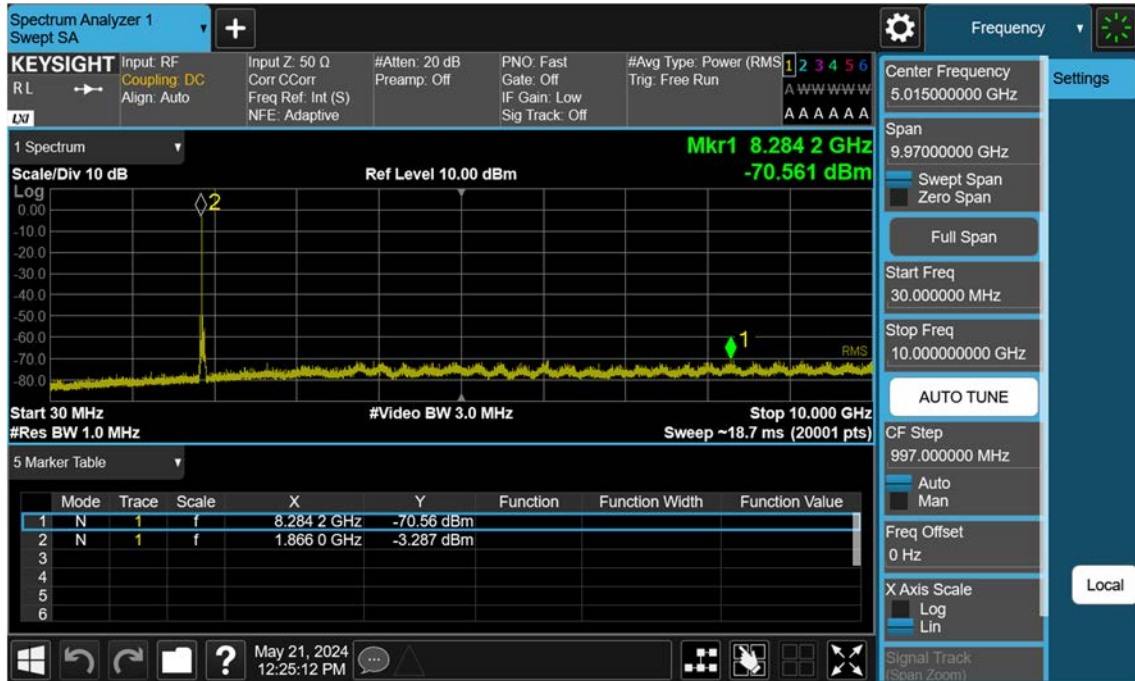 Spectrum Analyzer 1
Swept SA
Frequency
KEYSIGHT
RL
LXI
Input: RF
Coupling: DC
Align: Auto
Input Z: 50 Ω
Corr CCorr
Freq Ref: Int (S)
NFE: Adaptive
#Atten: 20 dB
Preamp: Off
PNO: Fast
Gate: Off
IF Gain: Low
Sig Track: Off
#Avg Type: Power (RMS
Trig: Free Run
1 2 3 4 5 6
A W W W W W
A A A A A A
1 Spectrum
Mkr1 8.284 2 GHz
-70.561 dBm
Scale/Div 10 dB
Ref Level 10.00 dBm
Log
0.00
-10.0
-20.0
-30.0
-40.0
-50.0
-60.0
-70.0
-80.0
2
1
RMS
Start 30 MHz
#Video BW 3.0 MHz
Stop 10.000 GHz
#Res BW 1.0 MHz
Sweep ~18.7 ms (20001 pts)
5 Marker Table
Mode Trace Scale X Y Function Function Width Function Value
1 N 1 f 8.284 2 GHz -70.56 dBm
2 N 1 f 1.866 0 GHz -3.287 dBm
3
4
5
6
?
May 21, 2024
12:25:12 PM
Center Frequency
5.015000000 GHz
Span
9.97000000 GHz
Swept Span
Zero Span
Full Span
Start Freq
30.000000 MHz
Stop Freq
10.000000000 GHz
AUTO TUNE
CF Step
997.000000 MHz
Auto
Man
Freq Offset
0 Hz
X Axis Scale
Log
Lin
Signal Track
(Span Zoom)
Settings
Local